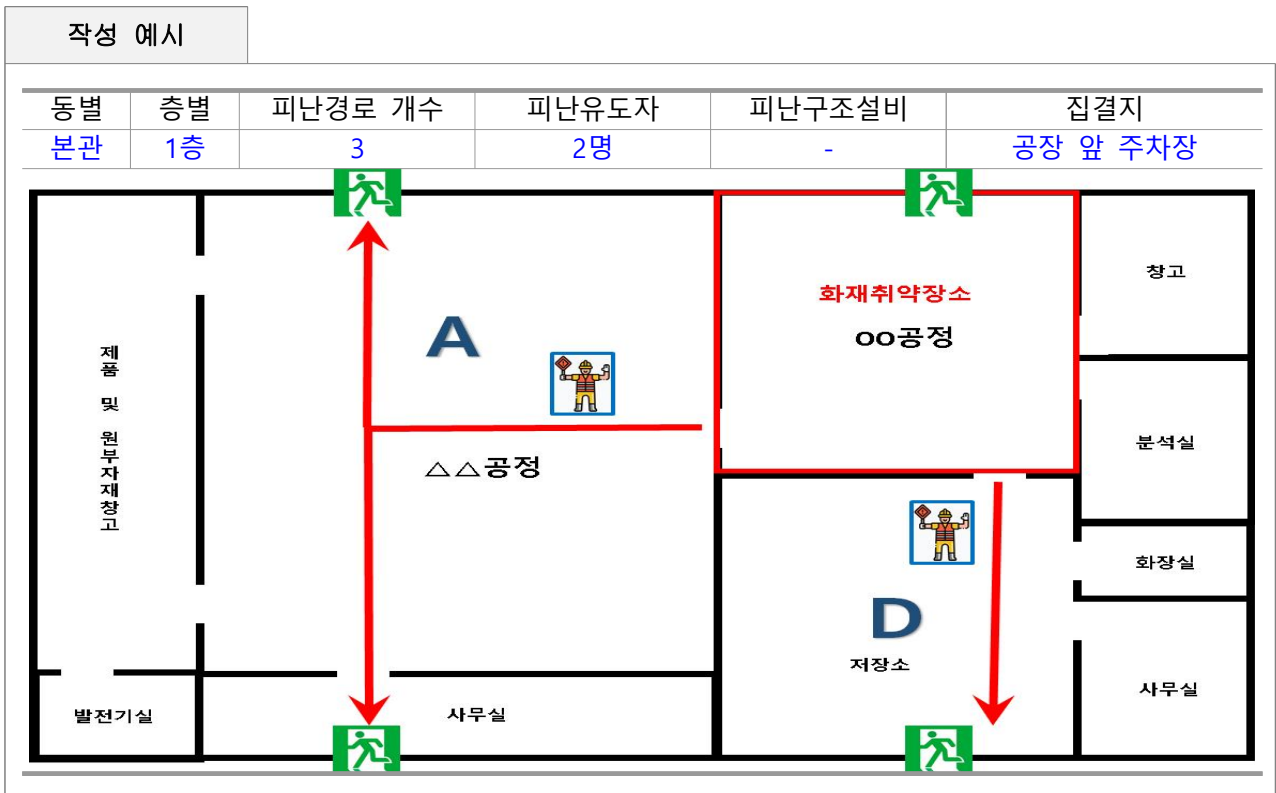 작성 예시
동별 층별 피난경로 개수 피난유도자 피난구조설비 집결지
본관 1층 3 2명 - 공장 앞 주차장
화재취약장소
OO공정
창고
A
제품 및 원부자재창고
△△공정
분석실
화장실
D
저장소
사무실
발전기실
사무실